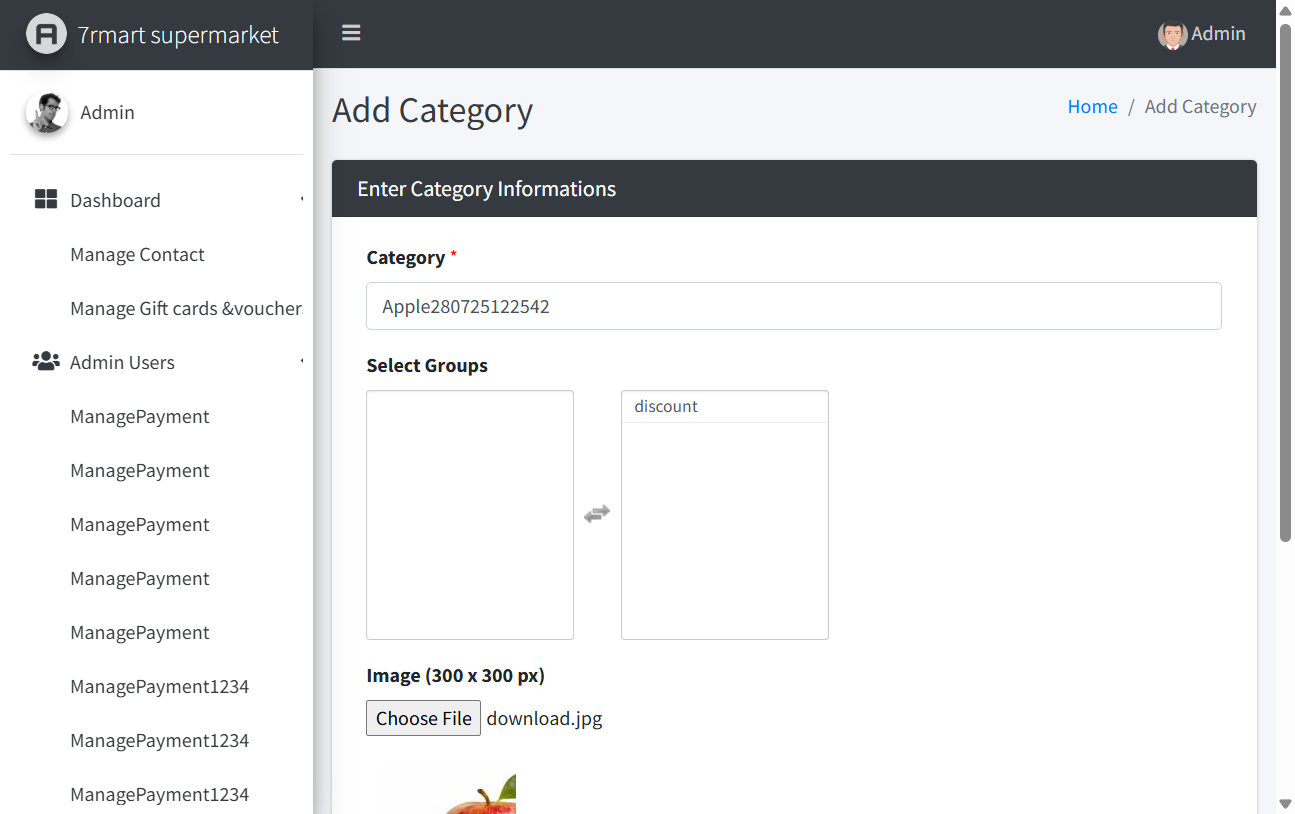 7rmart supermarket
Admin
Admin
Add Category
Home / Add Category
Dashboard
Manage Contact
Manage Gift cards &voucher
Admin Users
ManagePayment
ManagePayment
ManagePayment
ManagePayment
ManagePayment
ManagePayment1234
ManagePayment1234
ManagePayment1234
Enter Category Informations
Category *
Apple280725122542
Select Groups
discount
Image (300 x 300 px)
Choose File download.jpg